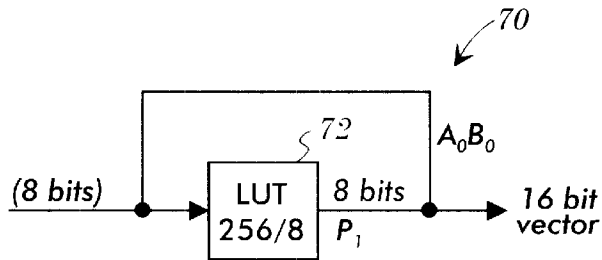 70
72
A₀B₀
(8 bits)
LUT
256/8
8 bits
P₁
16 bit
vector